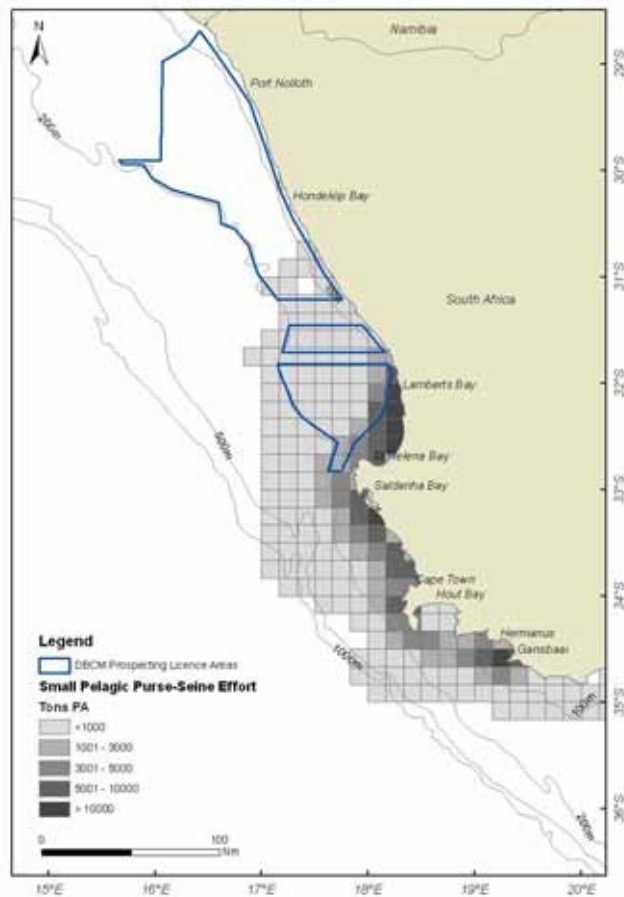 N
Namibia
29°S
Port Nolloth
200m
30°S
Hondeklip Bay
31°S
South Africa
32°S
Lamberts Bay
500m
St Helena Bay
Saldanha Bay
33°S
Cape Town
34°S
Hout Bay
Hermanus
Gansbaai
1000m
100m
35°S
200m
36°S
Legend
DBCM Prospecting Licence Areas
Small Pelagic Purse-Seine Effort
Tons PA
<1000
1001 - 3000
3001 - 5000
5001 - 10000
> 10000
0 100
Nm
15°E 16°E 17°E 18°E 19°E 20°E